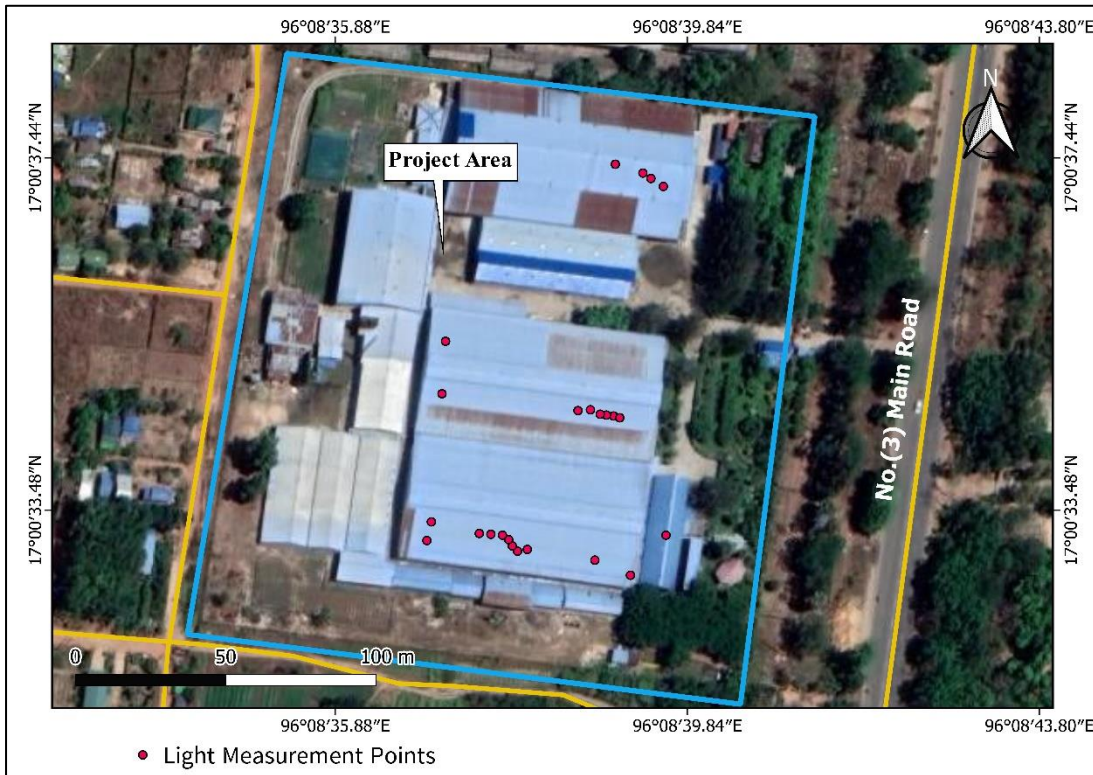 96°08′35.88″E 96°08′39.84″E 96°08′43.80″E
N
17°00′37.44″N
17°00′37.44″N
Project Area
No.(3) Main Road
17°00′33.48″N
17°00′33.48″N
0 50 100 m
96°08′35.88″E 96°08′39.84″E 96°08′43.80″E
Light Measurement Points